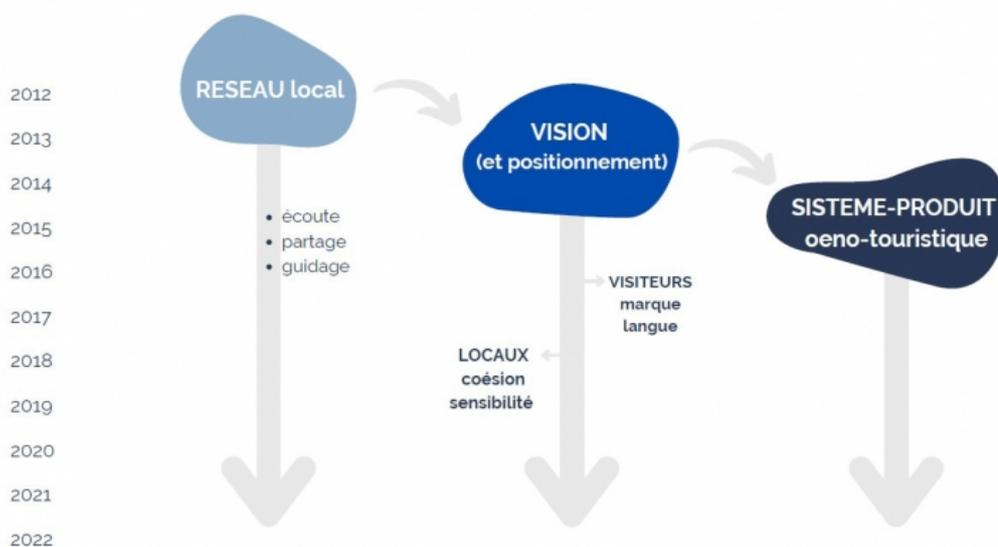 2012
2013
2014
2015
2016
2017
2018
2019
2020
2021
2022
RESEAU local
• écoute
• partage
• guidage
VISION
(et positionnement)
VISITEURS
marque
langue
LOCAUX
coésion
sensibilité
SISTEME-PRODUIT
oeno-touristique